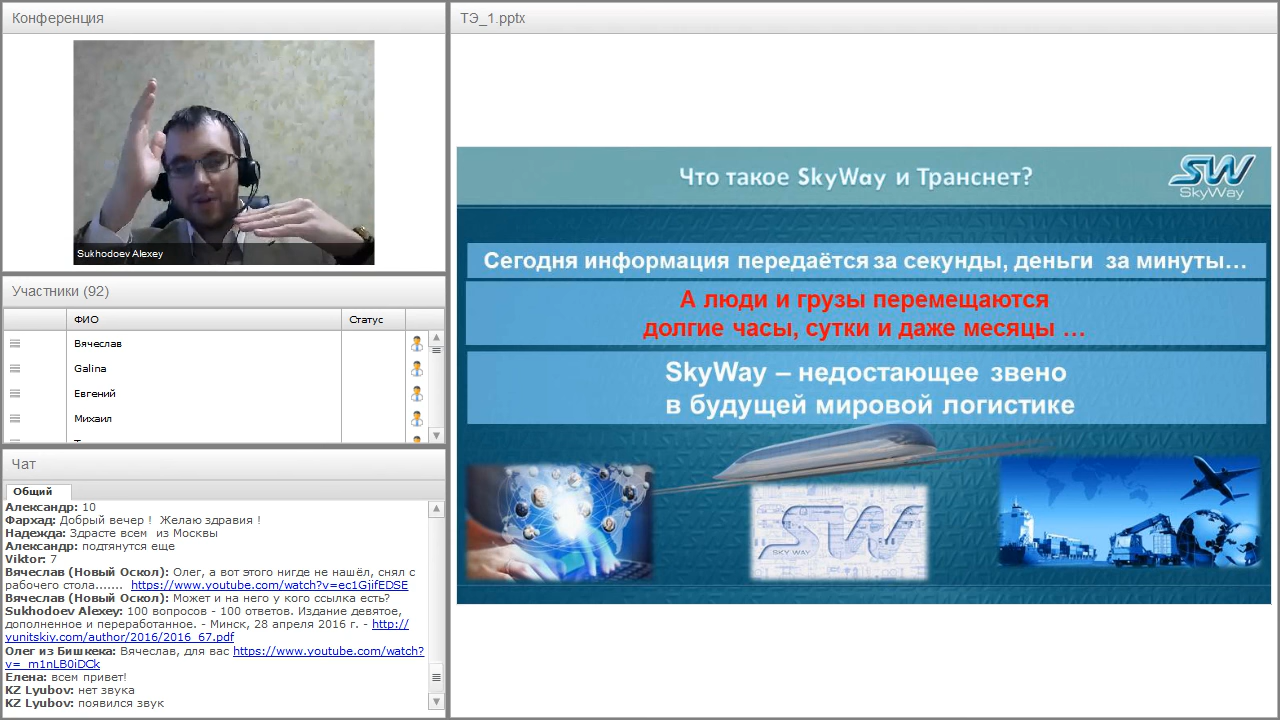 Конференция
Sukhodoev Alexey
Участники (92)
ФИО
Статус
Вячеслав
Galina
Евгений
Михаил
Чат
Общий
Александр: 10
Фархад: Добрый вечер ! Желаю здравия !
Надежда: Здрасте всем из Москвы
Александр: подтянутся еще
Viktor: 7
Вячеслав (Новый Оскол): Олег, а вот этого нигде не нашёл, снял с
рабочего стола...... https://www.youtube.com/watch?v=ec1GjifEDSE
Вячеслав (Новый Оскол): Может и на него у кого ссылка есть?
Sukhodoev Alexey: 100 вопросов - 100 ответов. Издание девятое,
дополненное и переработанное. - Минск, 28 апреля 2016 г. - http://
yunitskiy.com/author/2016/2016_67.pdf
Олег из Бишкека: Вячеслав, для вас https://www.youtube.com/watch?
v=_m1nLB0iDCk
Елена: всем привет!
KZ Lyubov: нет звука
KZ Lyubov: появился звук
ТЭ_1.pptx
Что такое SkyWay и Транснет?
SW
SkyWay
Сегодня информация передаётся за секунды, деньги за минуты...
А люди и грузы перемещаются
долгие часы, сутки и даже месяцы ...
SkyWay – недостающее звено
в будущей мировой логистике
SW
SKY WAY